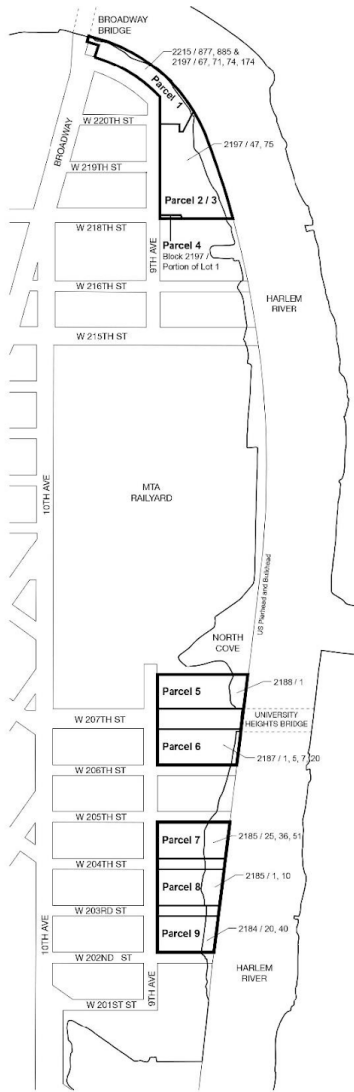 BROADWAY
BRIDGE
2215 / 877, 885 &
2197 / 67, 71, 74, 174
Parcel 1
W 220TH ST
BROADWAY
2197 / 47, 75
W 219TH ST
Parcel 2 / 3
W 218TH ST
9TH AVE
Parcel 4
Block 2197 /
Portion of Lot 1
W 216TH ST
HARLEM
RIVER
W 215TH ST
10TH AVE
MTA
RAILYARD
US Pierhead and Bulkhead
NORTH
COVE
Parcel 5
2188 / 1
W 207TH ST
UNIVERSITY
HEIGHTS BRIDGE
Parcel 6
2187 / 1, 5, 7, 20
W 206TH ST
W 205TH ST
Parcel 7
2185 / 25, 36, 51
W 204TH ST
Parcel 8
2185 / 1, 10
W 203RD ST
10TH AVE
Parcel 9
2184 / 20, 40
W 202ND ST
9TH AVE
HARLEM
RIVER
W 201ST ST